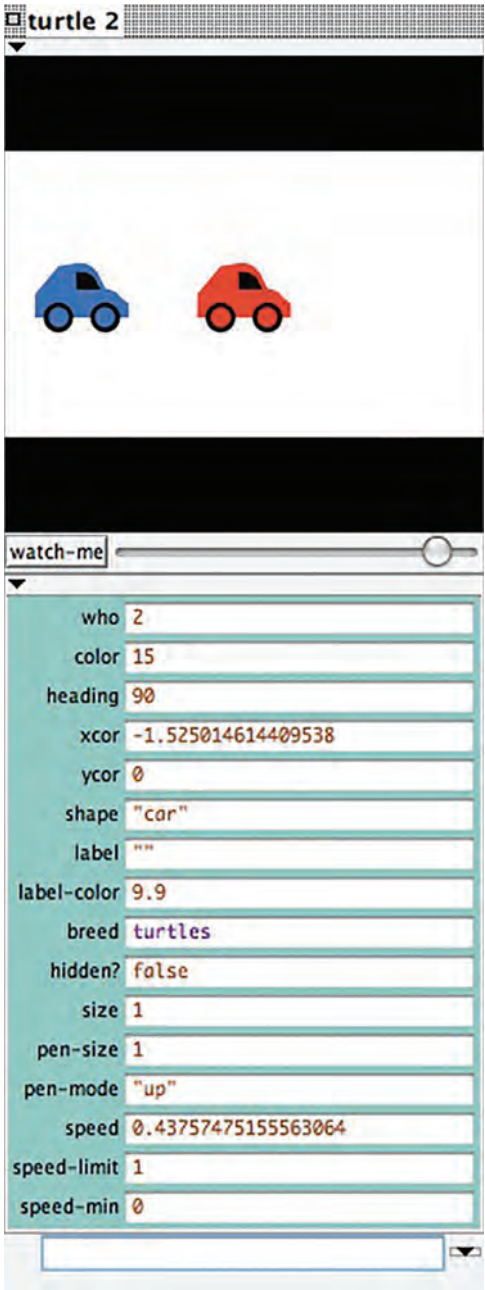 turtle 2
watch-me
who 2
color 15
heading 90
xcor -1.525014614409538
ycor 0
shape "car"
label ""
label-color 9.9
breed turtles
hidden? false
size 1
pen-size 1
pen-mode "up"
speed 0.43757475155563064
speed-limit 1
speed-min 0